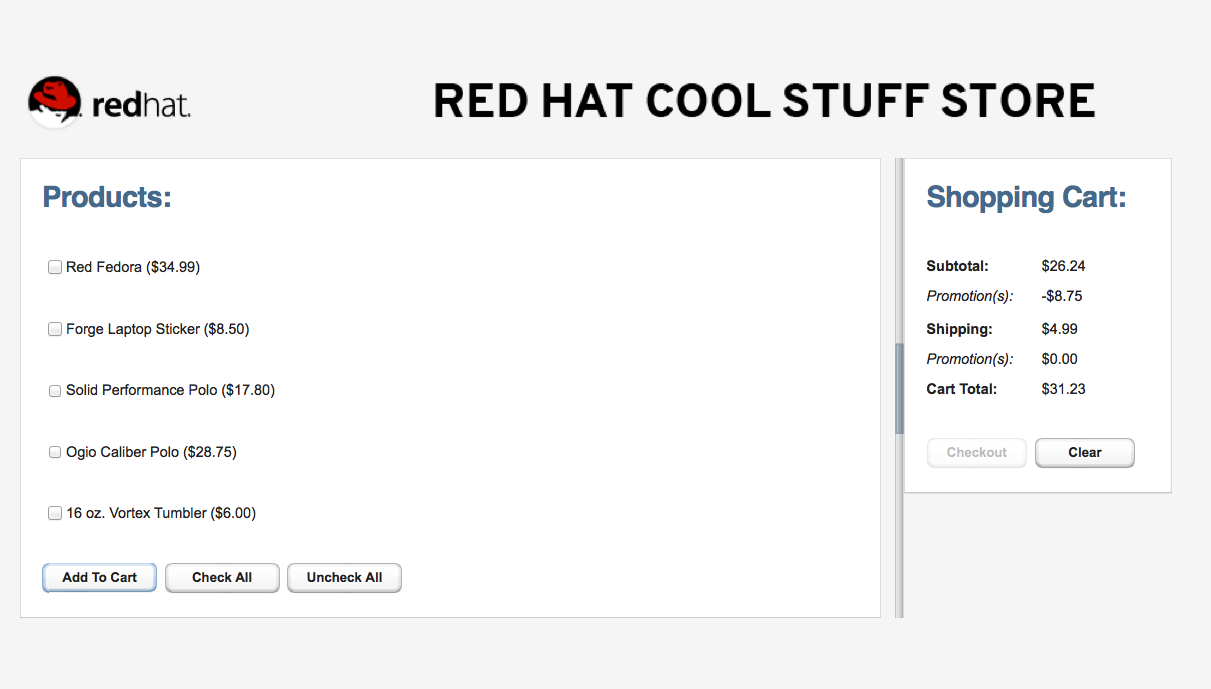 redhat.
RED HAT COOL STUFF STORE
Products:
Red Fedora ($34.99)
Forge Laptop Sticker ($8.50)
Solid Performance Polo ($17.80)
Ogio Caliber Polo ($28.75)
16 oz. Vortex Tumbler ($6.00)
Add To Cart Check All Uncheck All
Shopping Cart:
Subtotal: $26.24
Promotion(s): -$8.75
Shipping: $4.99
Promotion(s): $0.00
Cart Total: $31.23
Checkout Clear